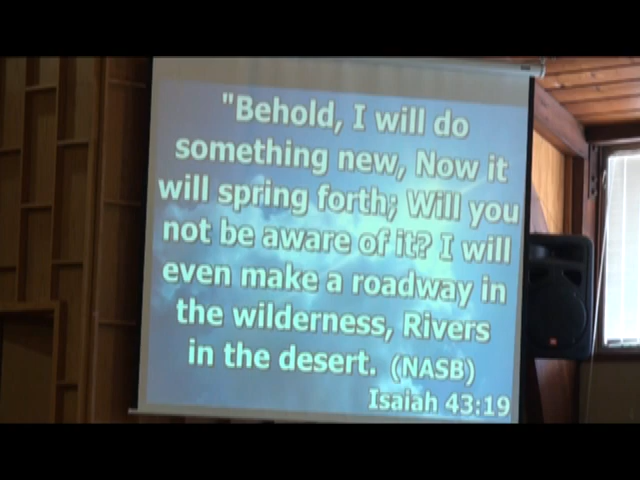 "Behold, I will do
something new, Now it
will spring forth; Will you
not be aware of it? I will
even make a roadway in
the wilderness, Rivers
in the desert. (NASB)
Isaiah 43:19